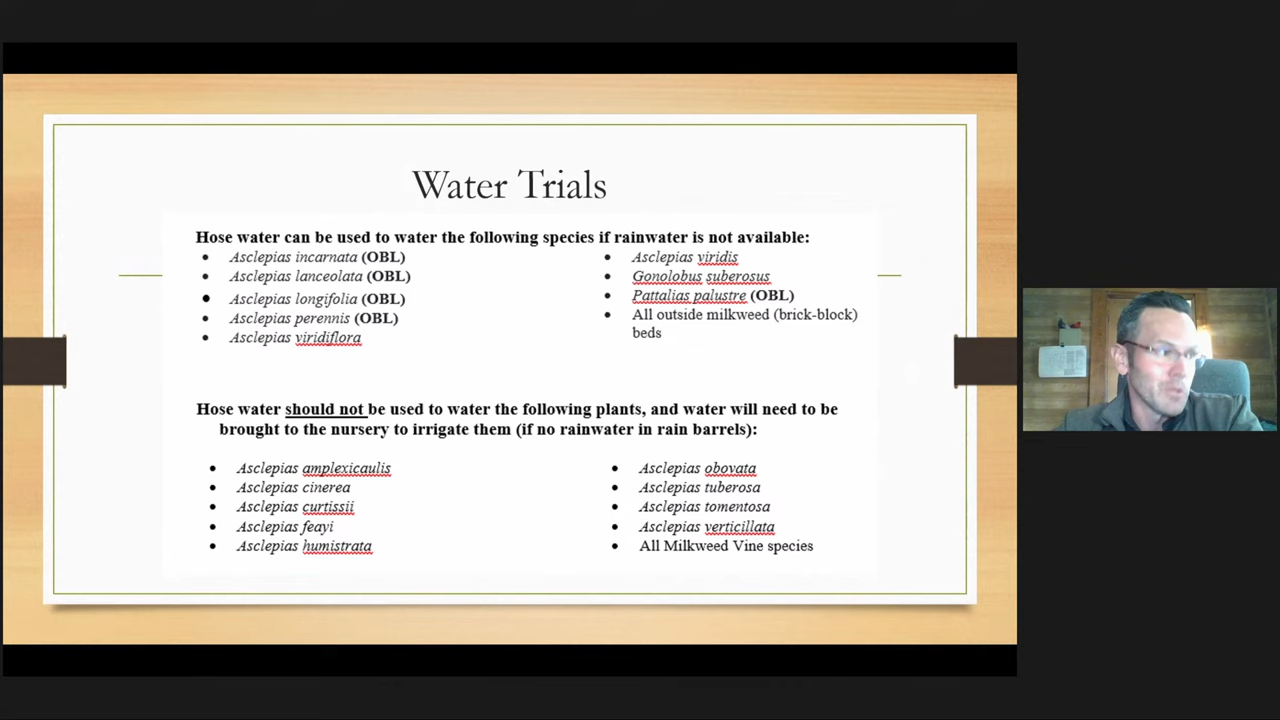 Water Trials
Hose water can be used to water the following species if rainwater is not available:
• Asclepias incarnata (OBL)
• Asclepias lanceolata (OBL)
• Asclepias longifolia (OBL)
• Asclepias perennis (OBL)
• Asclepias viridiflora
• Asclepias viridis
• Gonolobus suberosus
• Pattalias palustre (OBL)
• All outside milkweed (brick-block)
beds
Hose water should not be used to water the following plants, and water will need to be
brought to the nursery to irrigate them (if no rainwater in rain barrels):
• Asclepias amplexicaulis
• Asclepias cinerea
• Asclepias curtissii
• Asclepias feayi
• Asclepias humistrata
• Asclepias obovata
• Asclepias tuberosa
• Asclepias tomentosa
• Asclepias verticillata
• All Milkweed Vine species